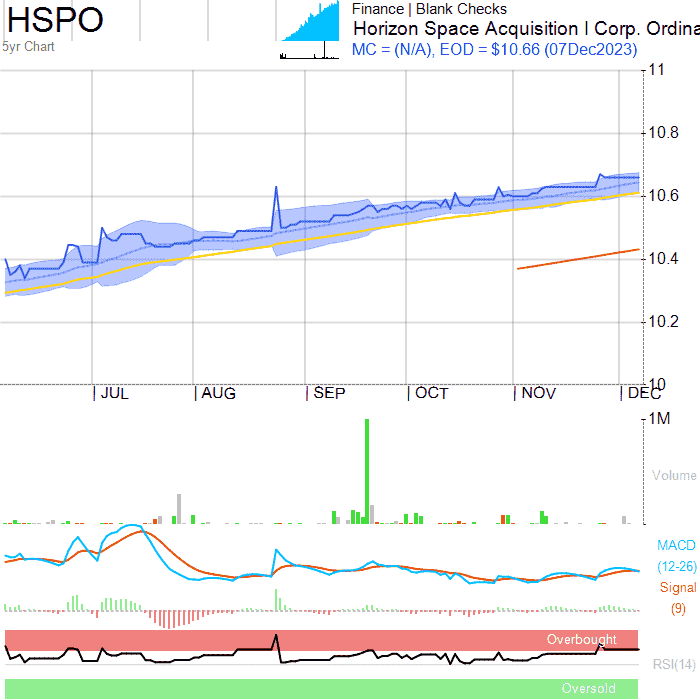 HSPO
5yr Chart
Finance | Blank Checks
Horizon Space Acquisition I Corp. Ordina
MC = (N/A), EOD = $10.66 (07Dec2023)
11
10.8
10.6
10.4
10.2
10
JUL AUG SEP OCT NOV DEC
1M
Volume
MACD
(12-26)
Signal
(9)
Overbought
RSI(14)
Oversold